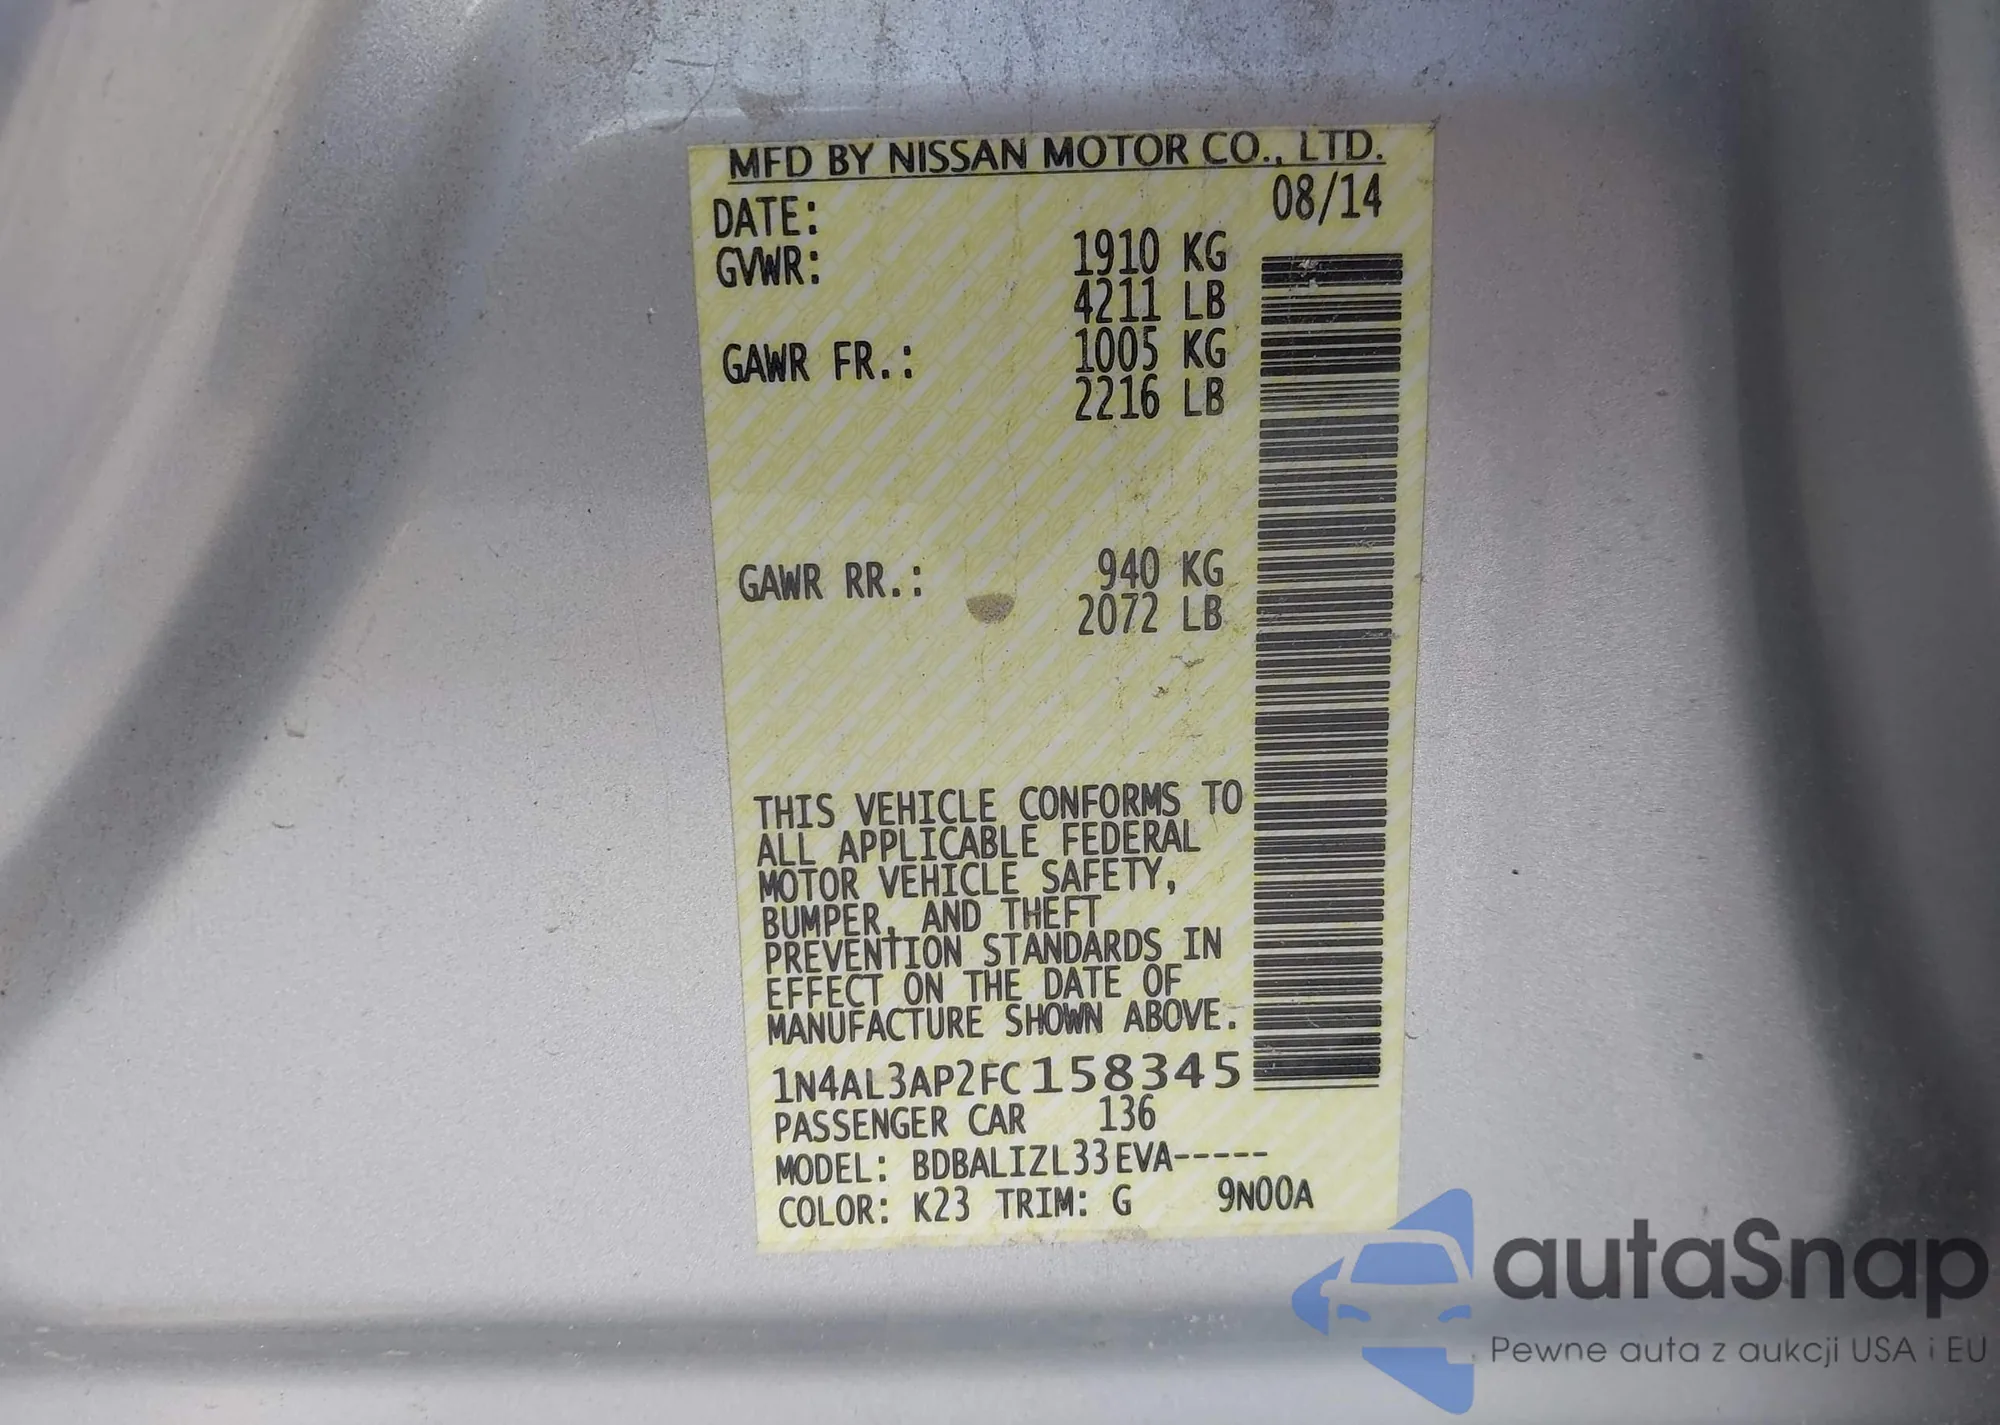 MFD BY NISSAN MOTOR CO., LTD.
DATE: 08/14
GVWR: 1910 KG
4211 LB
GAWR FR.: 1005 KG
2216 LB
GAWR RR.: 940 KG
2072 LB
THIS VEHICLE CONFORMS TO
ALL APPLICABLE FEDERAL
MOTOR VEHICLE SAFETY,
BUMPER, AND THEFT
PREVENTION STANDARDS IN
EFFECT ON THE DATE OF
MANUFACTURE SHOWN ABOVE.
1N4AL3AP2FC158345
PASSENGER CAR 136
MODEL: BDBALIZL33EVA-----
COLOR: K23 TRIM: G 9N00A
autaSnap
Pewne auta z aukcji USA i EU